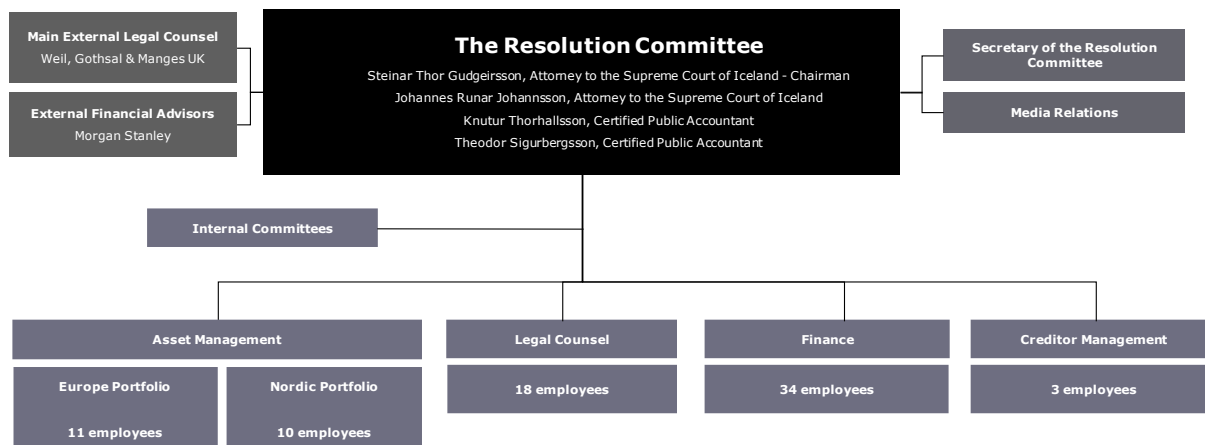 Main External Legal Counsel
Weil, Gothsal & Manges UK
External Financial Advisors
Morgan Stanley
The Resolution Committee
Steinar Thor Gudgeirsson, Attorney to the Supreme Court of Iceland - Chairman
Johannes Runar Johannsson, Attorney to the Supreme Court of Iceland
Knutur Thorhallsson, Certified Public Accountant
Theodor Sigurbergsson, Certified Public Accountant
Secretary of the Resolution
Committee
Media Relations
Internal Committees
Asset Management
Europe Portfolio
11 employees
Nordic Portfolio
10 employees
Legal Counsel
18 employees
Finance
34 employees
Creditor Management
3 employees